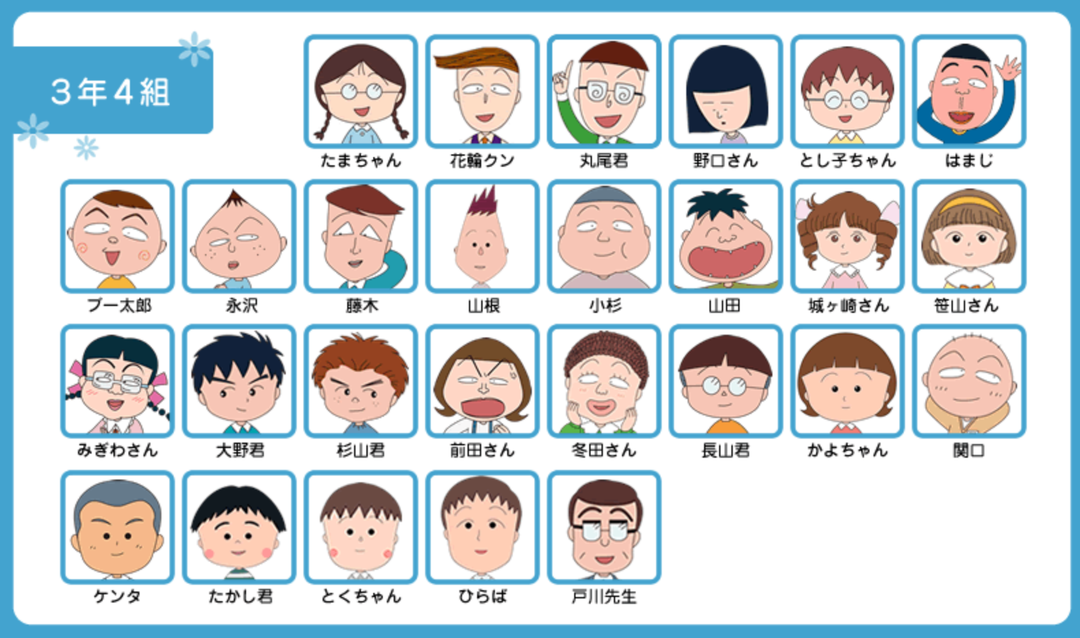 3年4組
たまちゃん
花輪クン
丸尾君
野口さん
とし子ちゃん
はまじ
ブー太郎
永沢
藤木
山根
小杉
山田
城ヶ崎さん
笹山さん
みぎわさん
大野君
杉山君
前田さん
冬田さん
長山君
かよちゃん
関口
ケンタ
たかし君
とくちゃん
ひらば
戸川先生